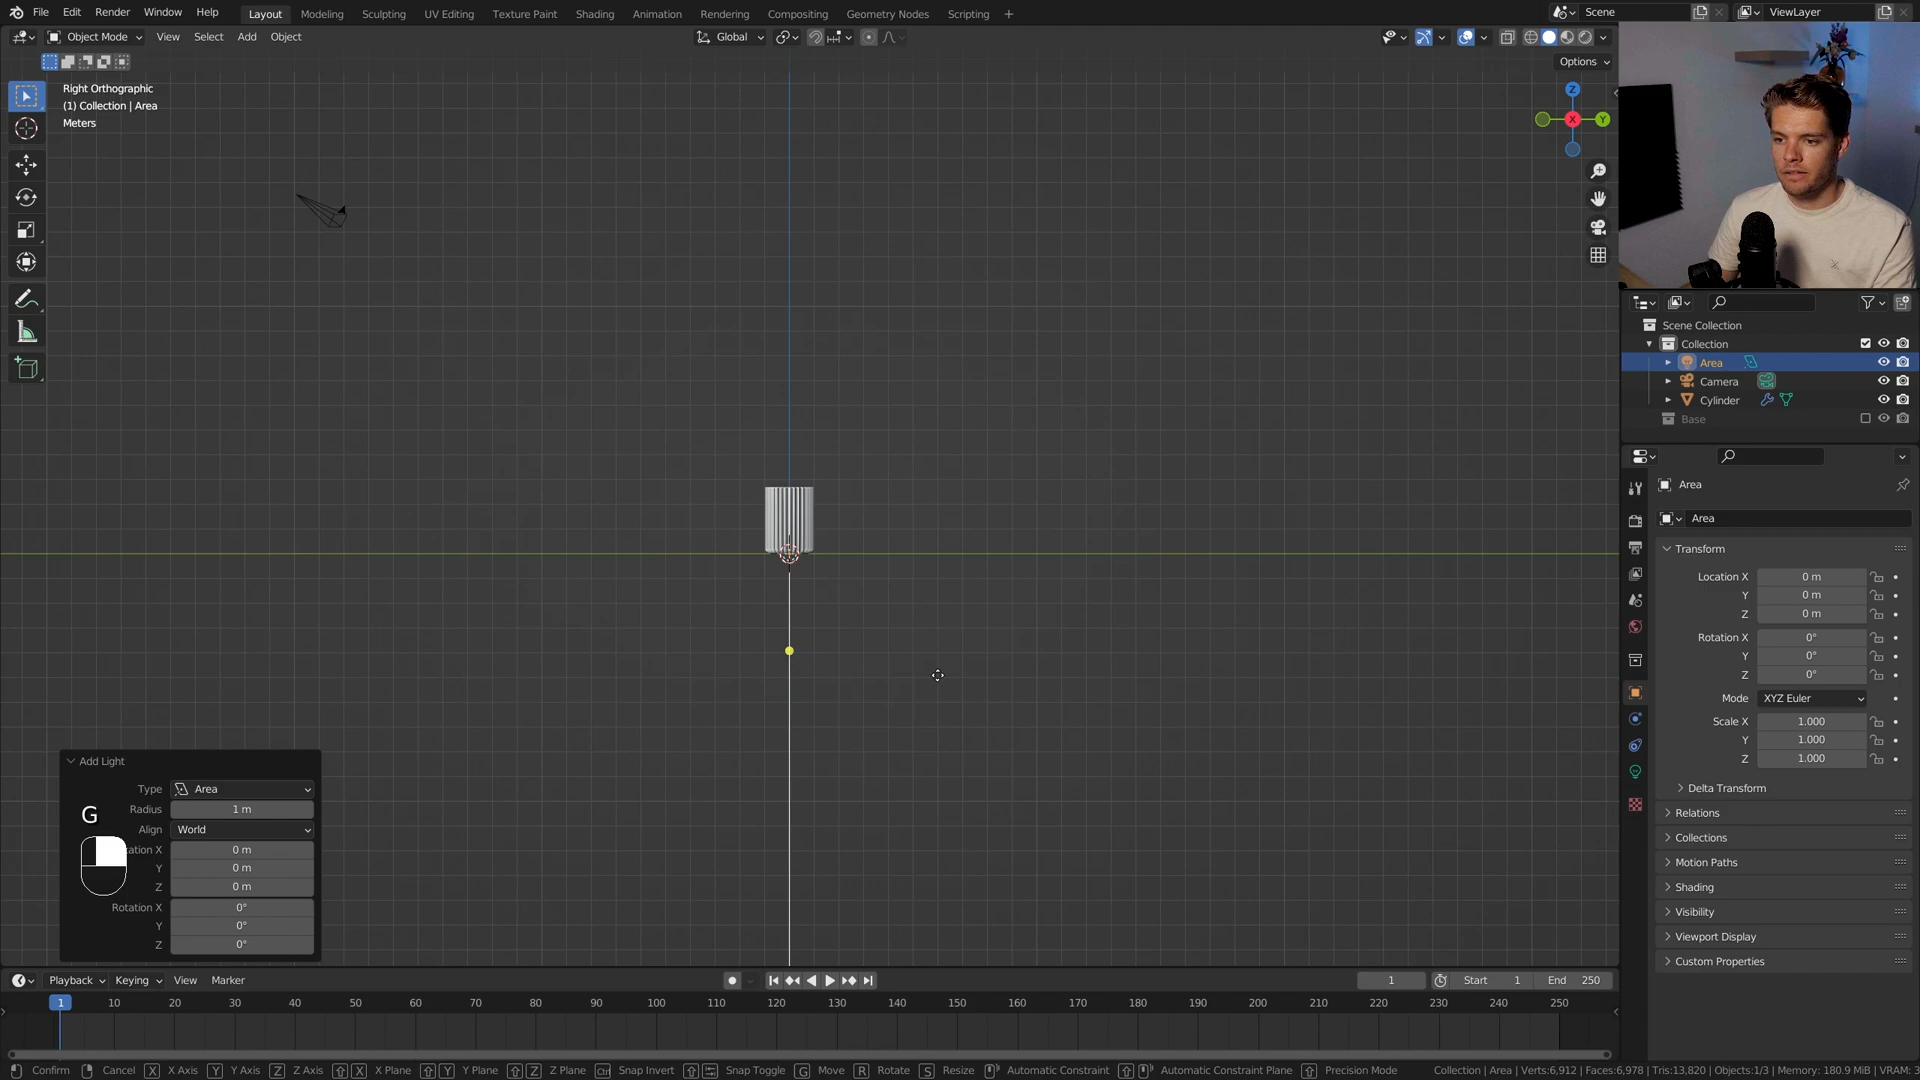 File Edit Render Window Help Layout Modeling Sculpting UV Editing Texture Paint Shading Animation Rendering Compositing Geometry Nodes Scripting + Scene ViewLayer
Object Mode View Select Add Object Global
Options
Right Orthographic
(1) Collection | Area
Meters
Z
X
Y
Scene Collection
Collection
Area
Camera
Cylinder
Base
Area
Area
Transform
Location X 0 m
Y 0 m
Z 0 m
Rotation X 0°
Y 0°
Z 0°
Mode XYZ Euler
Scale X 1.000
Y 1.000
Z 1.000
Delta Transform
Relations
Collections
Motion Paths
Shading
Visibility
Viewport Display
Custom Properties
Add Light
Type Area
G
Radius 1 m
Align World
ation X 0 m
Y 0 m
Z 0 m
Rotation X 0°
Y 0°
Z 0°
Playback Keying View Marker 1 Start 1 End 250
1 10 20 30 40 50 60 70 80 90 100 110 120 130 140 150 160 170 180 190 200 210 220 230 240 250
Confirm Cancel X X Axis Y Y Axis Z Z Axis X X Plane Y Y Plane Z Z Plane Ctrl Snap Invert Snap Toggle G Move R Rotate S Resize Automatic Constraint Automatic Constraint Plane Precision Mode Collection | Area | Verts:6,912 | Faces:6,978 | Tris:13,820 | Objects:1/3 | Memory: 180.9 MiB | VRAM: 3